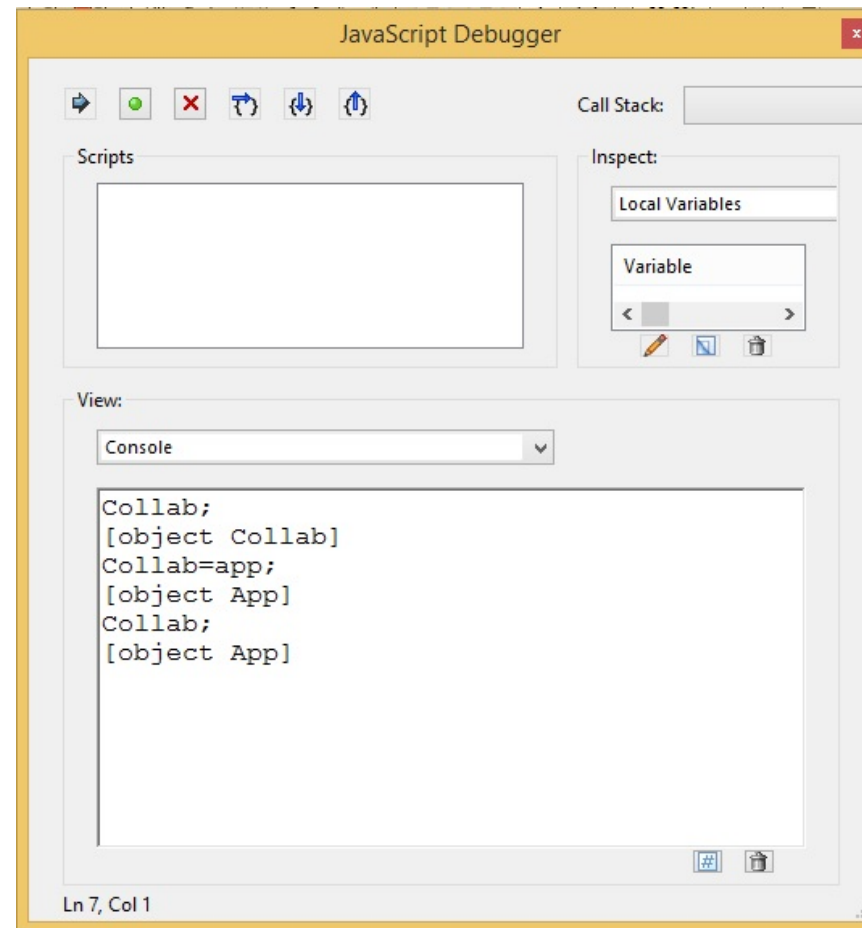 JavaScript Debugger
x
Call Stack:
Scripts
Inspect:
Local Variables
Variable
View:
Console
Collab;
[object Collab]
Collab=app;
[object App]
Collab;
[object App]
#
Ln 7, Col 1